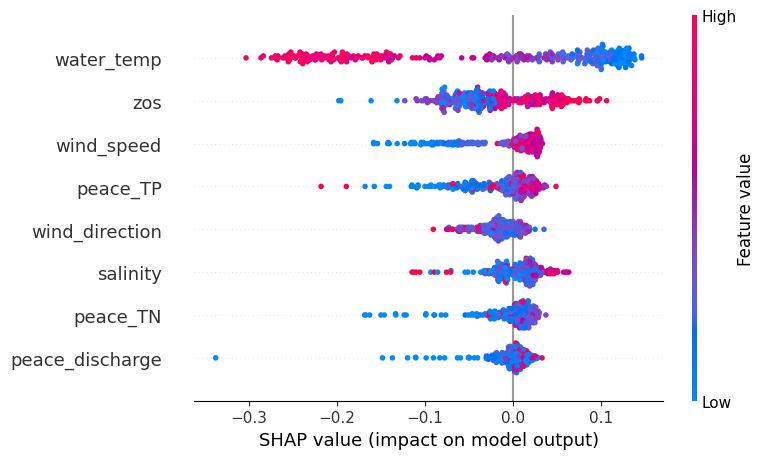 High
water_temp
zos
wind_speed
peace_TP
wind_direction
salinity
peace_TN
peace_discharge
Feature value
Low
−0.3 −0.2 −0.1 0.0 0.1
SHAP value (impact on model output)